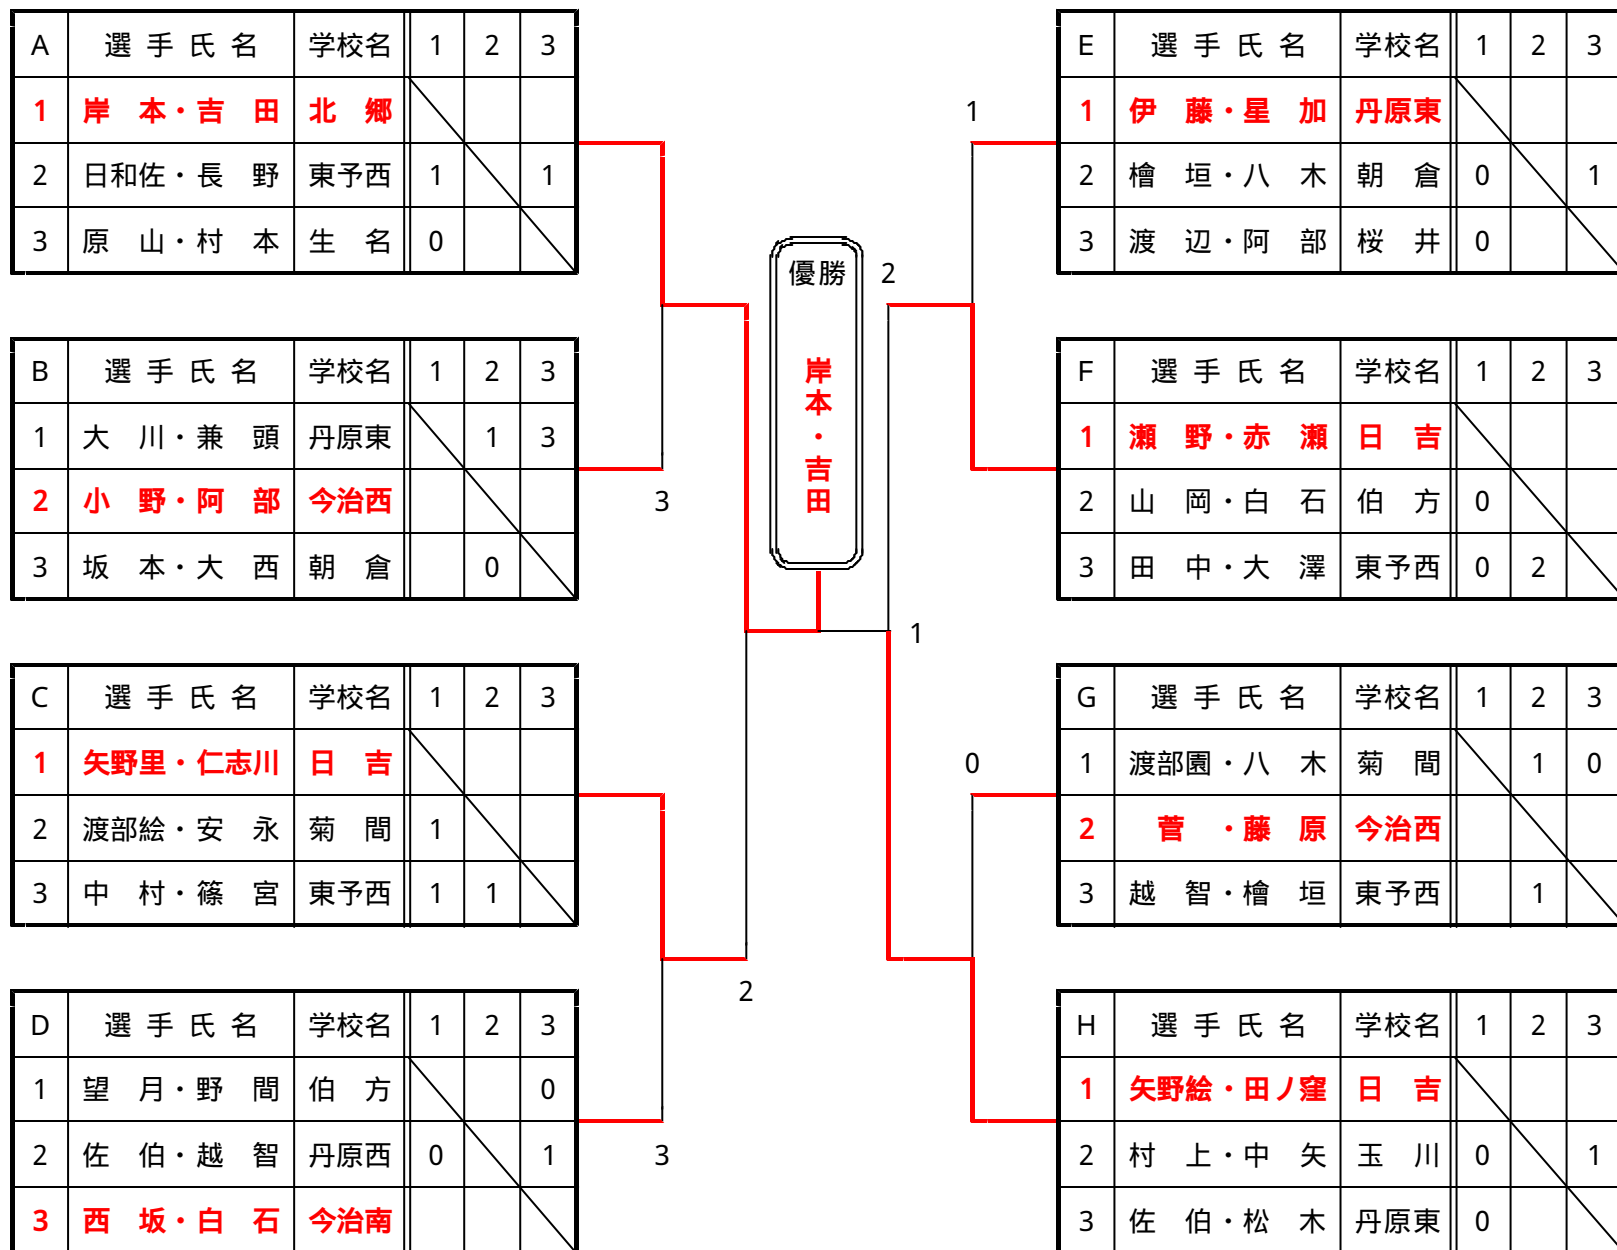 A 選手氏名 学校名 1 2 3
1 岸 本・吉 田 北 郷
2 日和佐・長 野 東予西 1 1
3 原 山・村 本 生 名 0
B 選手氏名 学校名 1 2 3
1 大 川・兼 頭 丹原東 1 3
2 小 野・阿 部 今治西
3 坂 本・大 西 朝 倉 0
3
C 選手氏名 学校名 1 2 3
1 矢野里・仁志川 日 吉
2 渡部絵・安 永 菊 間 1
3 中 村・篠 宮 東予西 1 1
2
D 選手氏名 学校名 1 2 3
1 望 月・野 間 伯 方 0
2 佐 伯・越 智 丹原西 0 1
3 西 坂・白 石 今治南
3
優勝
岸本・吉田
2
1
1
E 選手氏名 学校名 1 2 3
1 伊 藤・星 加 丹原東
2 檜 垣・八 木 朝 倉 0 1
3 渡 辺・阿 部 桜 井 0
F 選手氏名 学校名 1 2 3
1 瀬 野・赤 瀬 日 吉
2 山 岡・白 石 伯 方 0
3 田 中・大 澤 東予西 0 2
0
G 選手氏名 学校名 1 2 3
1 渡部園・八 木 菊 間 1 0
2 菅 ・藤 原 今治西
3 越 智・檜 垣 東予西 1
H 選手氏名 学校名 1 2 3
1 矢野絵・田ノ窪 日 吉
2 村 上・中 矢 玉 川 0 1
3 佐 伯・松 木 丹原東 0